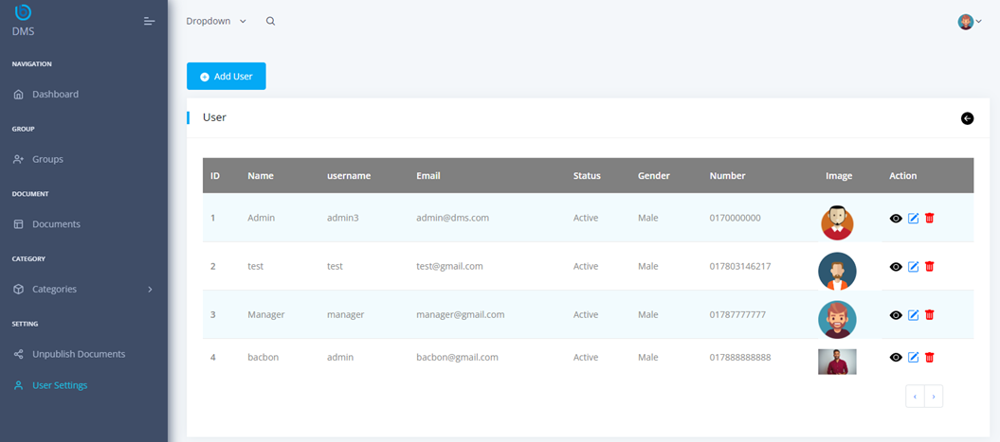 DMS
NAVIGATION
Dashboard
GROUP
Groups
DOCUMENT
Documents
CATEGORY
Categories
SETTING
Unpublish Documents
User Settings
Dropdown
Add User
User
ID Name username Email Status Gender Number Image Action
1 Admin admin3 admin@dms.com Active Male 0170000000
2 test test test@gmail.com Active Male 017803146217
3 Manager manager manager@gmail.com Active Male 01787777777
4 bacbon admin bacbon@gmail.com Active Male 017888888888
‹ ›